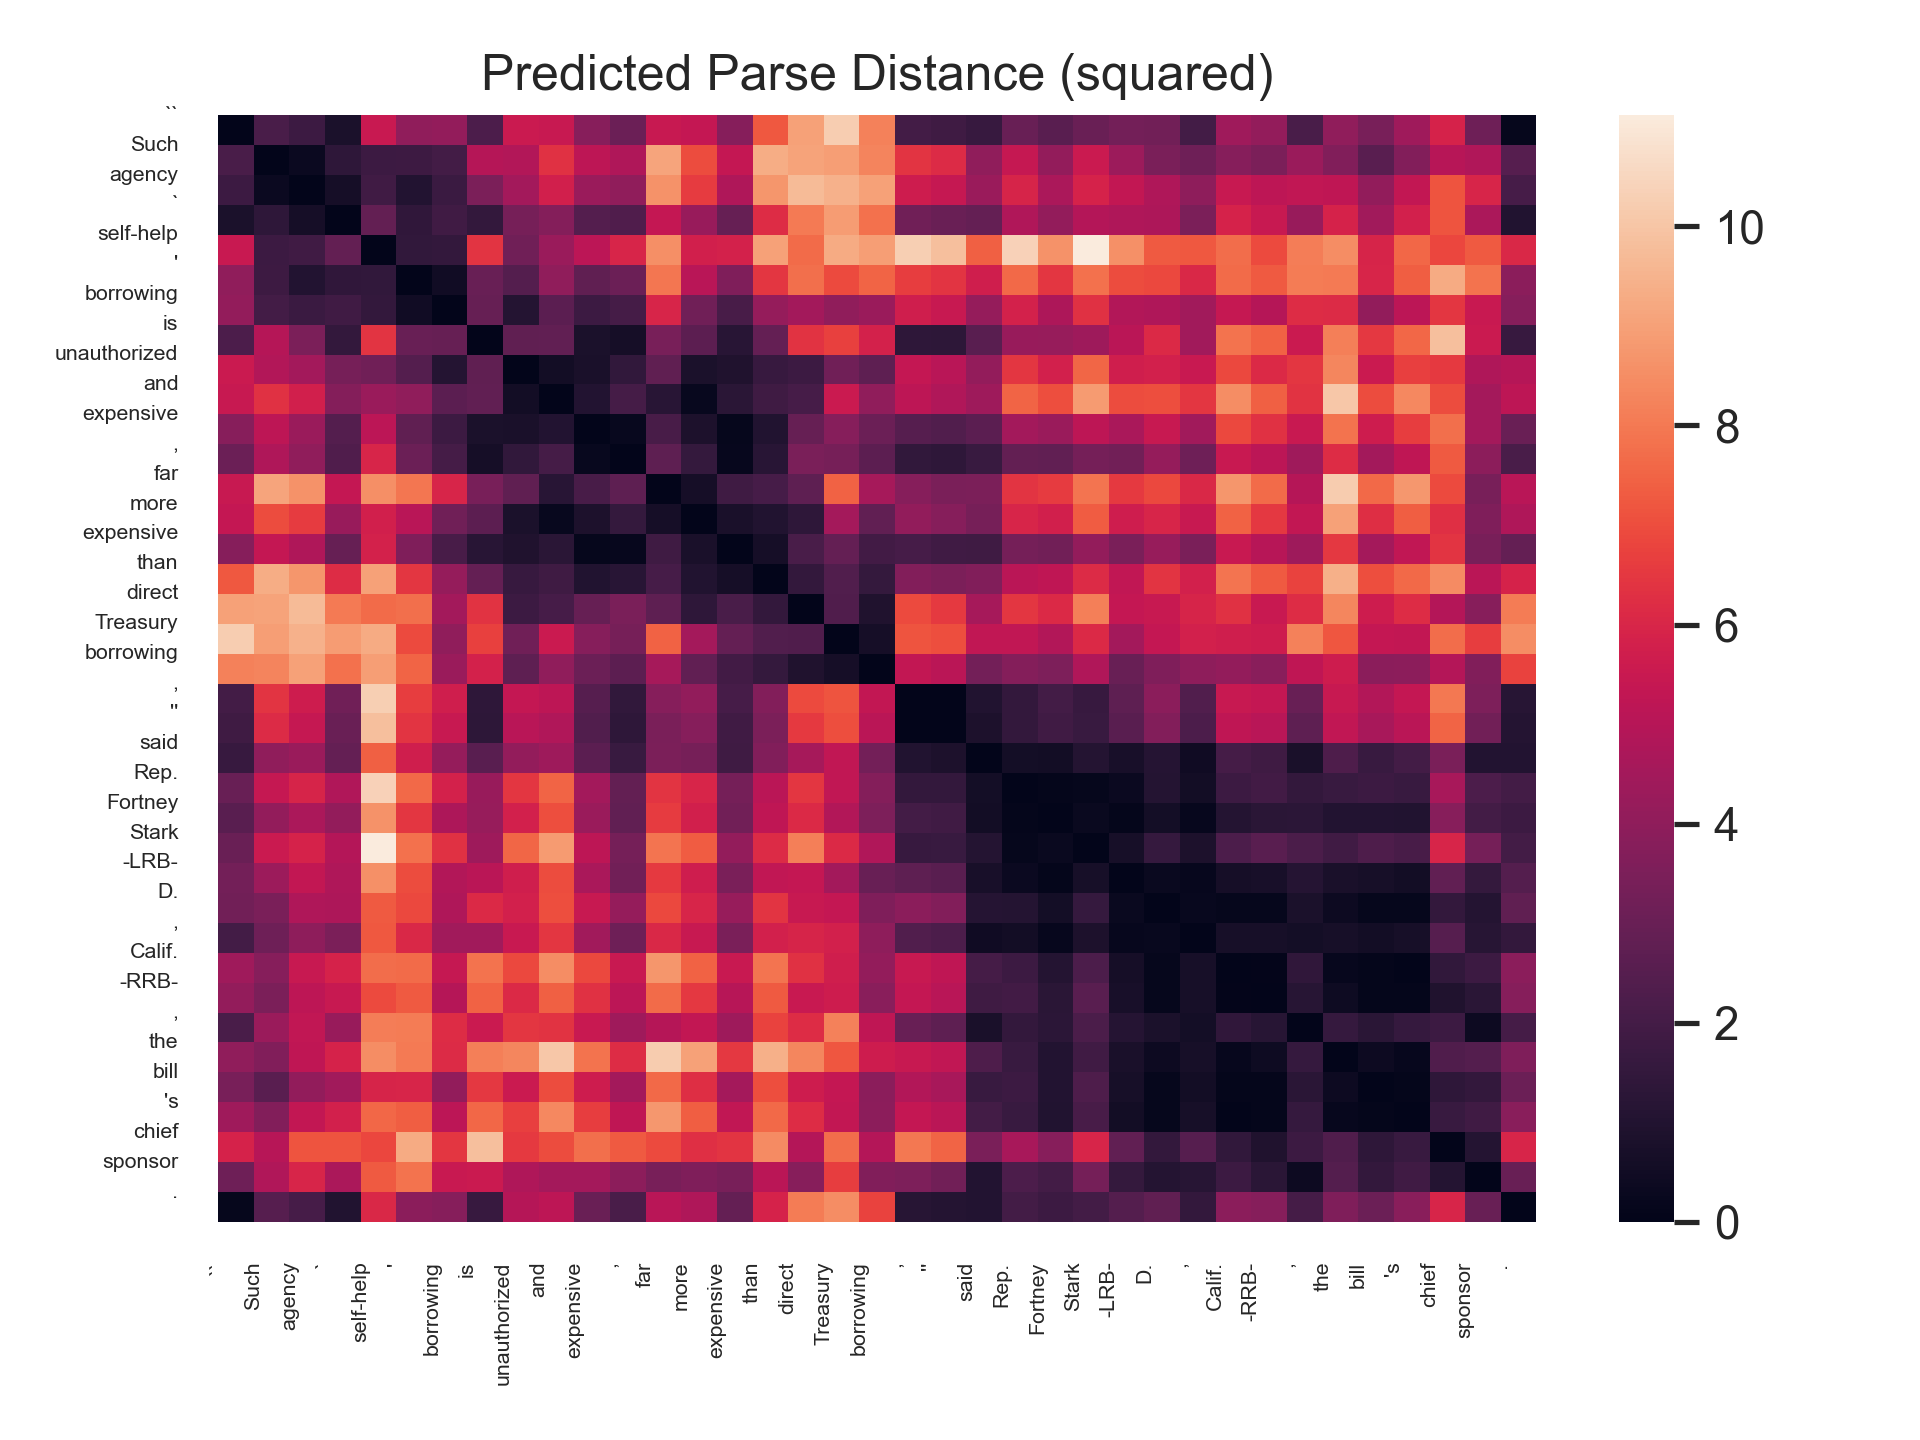 Predicted Parse Distance (squared)
``
Such
agency
`
self-help
'
borrowing
is
unauthorized
and
expensive
,
far
more
expensive
than
direct
Treasury
borrowing
,
''
said
Rep.
Fortney
Stark
-LRB-
D.
,
Calif.
-RRB-
,
the
bill
's
chief
sponsor
.
10
8
6
4
2
0
``
Such
agency
`
self-help
'
borrowing
is
unauthorized
and
expensive
,
far
more
expensive
than
direct
Treasury
borrowing
,
''
said
Rep.
Fortney
Stark
-LRB-
D.
,
Calif.
-RRB-
,
the
bill
's
chief
sponsor
.